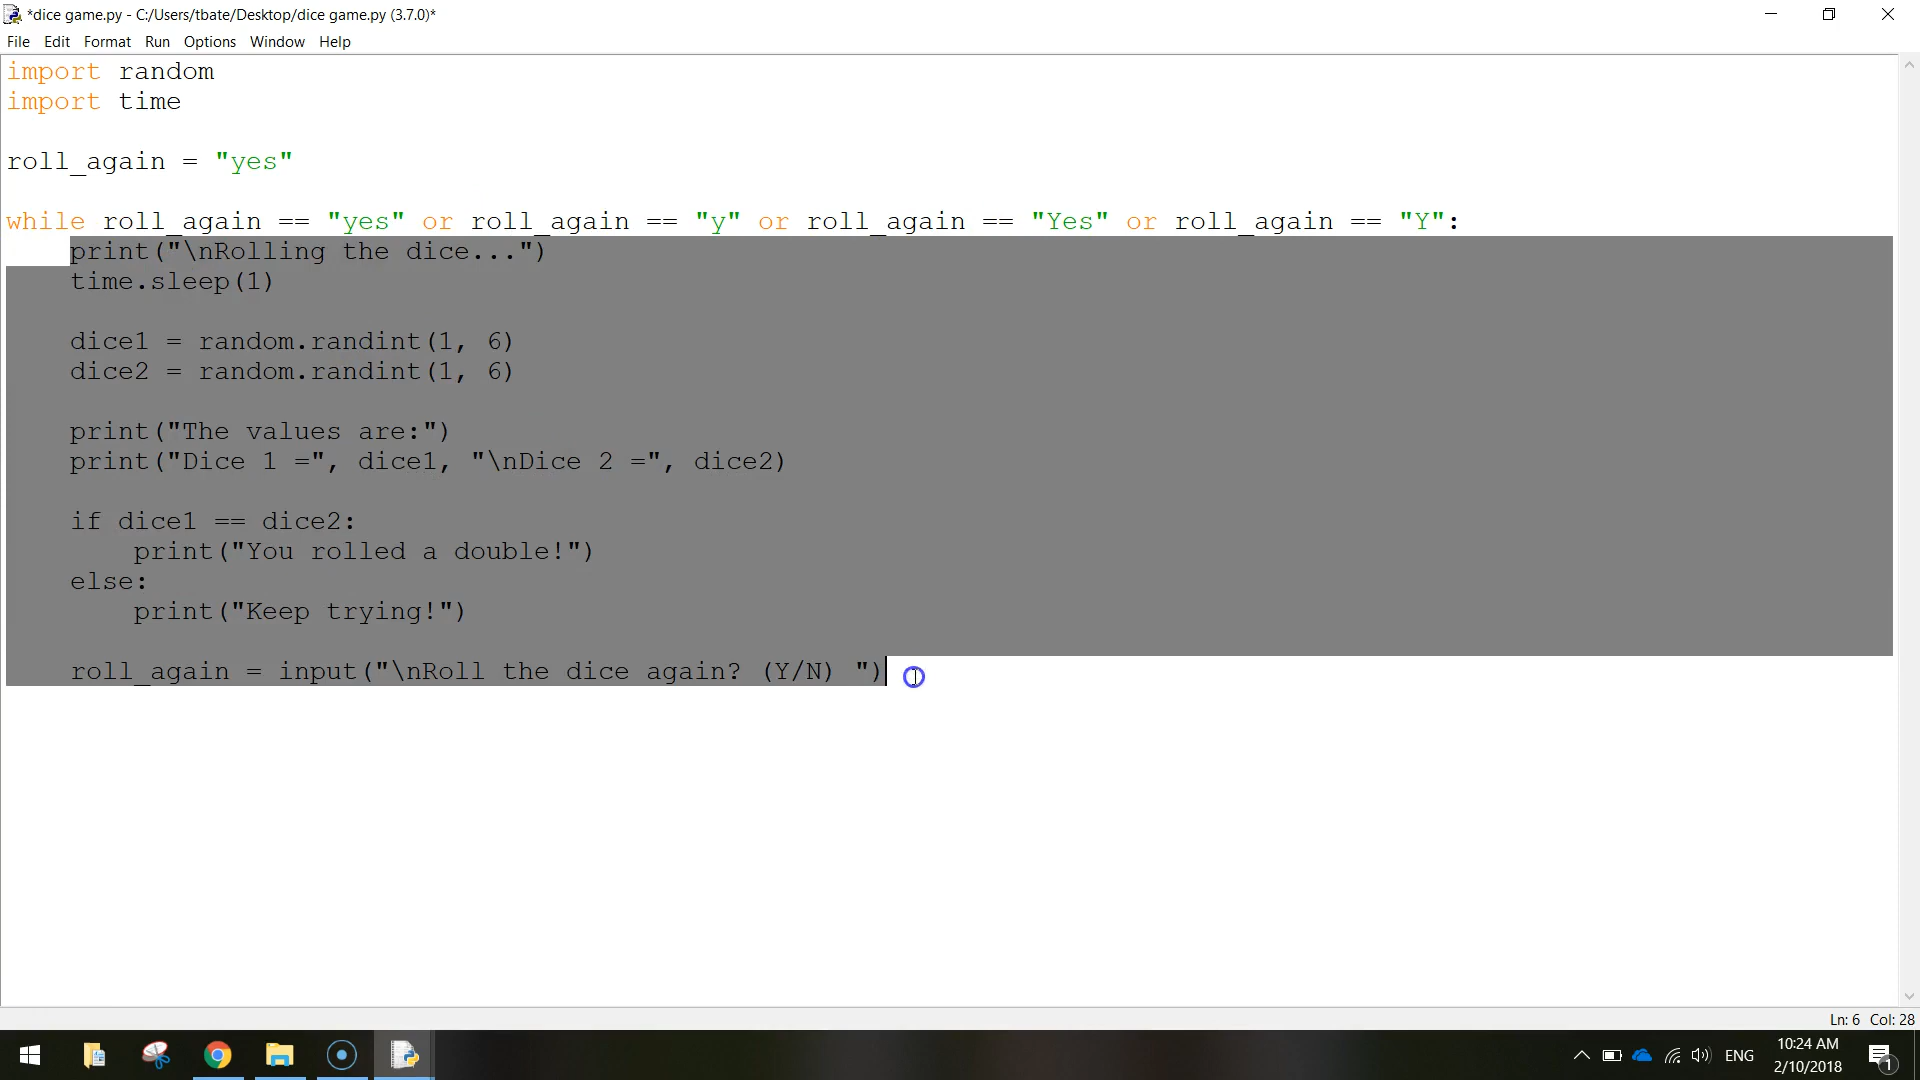 *dice game.py - C:/Users/tbate/Desktop/dice game.py (3.7.0)*
File Edit Format Run Options Window Help
import random
import time
roll_again = "yes"
while roll_again == "yes" or roll_again == "y" or roll_again == "Yes" or roll_again == "Y":
    print("\nRolling the dice...")
    time.sleep(1)
    dice1 = random.randint(1, 6)
    dice2 = random.randint(1, 6)
    print("The values are:")
    print("Dice 1 =", dice1, "\nDice 2 =", dice2)
    if dice1 == dice2:
        print("You rolled a double!")
    else:
        print("Keep trying!")
    roll_again = input("\nRoll the dice again? (Y/N) ")
Ln: 6 Col: 28
ENG
10:24 AM
2/10/2018
1